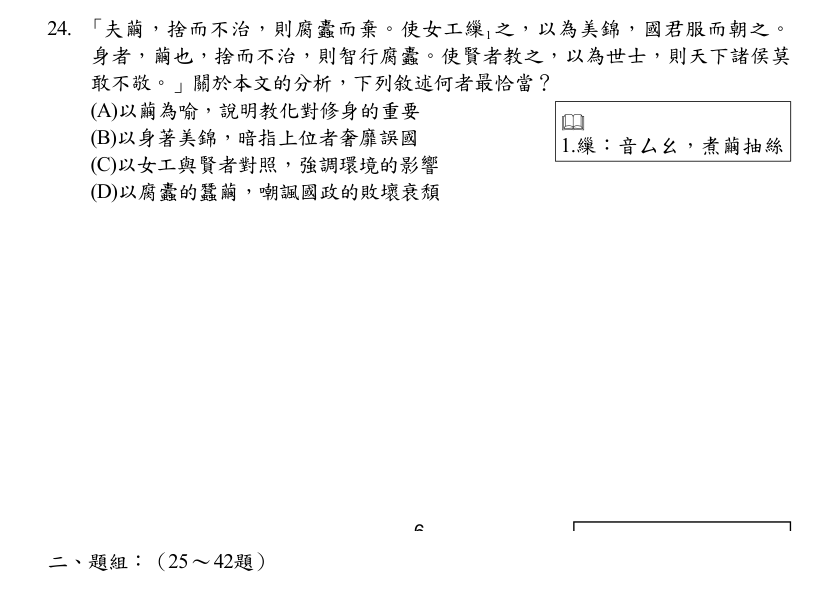 24. 「夫繭，捨而不治，則腐蠹而棄。使女工繅1之，以為美錦，國君服而朝之。
身者，繭也，捨而不治，則智行腐蠹。使賢者教之，以為世士，則天下諸侯莫
敢不敬。」關於本文的分析，下列敘述何者最恰當？
(A)以繭為喻，說明教化對修身的重要
(B)以身著美錦，暗指上位者奢靡誤國
(C)以女工與賢者對照，強調環境的影響
(D)以腐蠹的蠶繭，嘲諷國政的敗壞衰頹
1.繅：音ㄙㄠ，煮繭抽絲
6
二、題組：（25～42題）